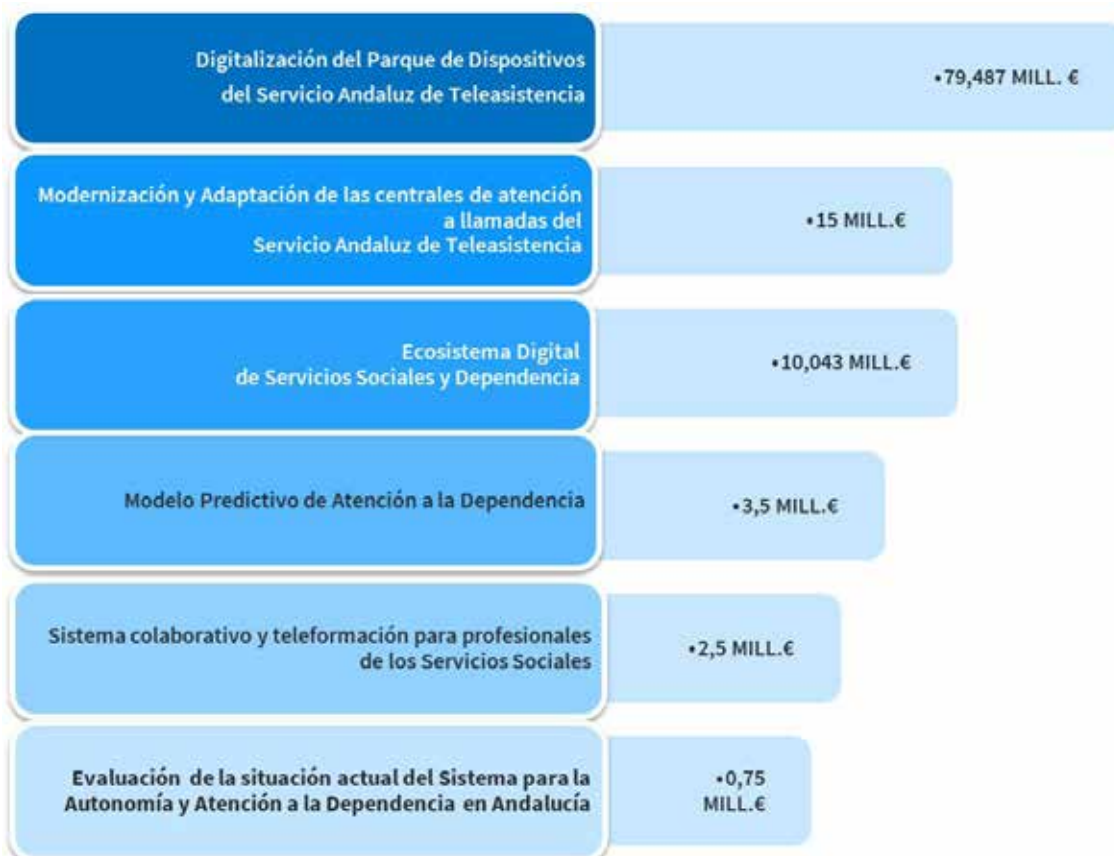 Digitalización del Parque de Dispositivos
del Servicio Andaluz de Teleasistencia
•79,487 MILL. €
Modernización y Adaptación de las centrales de atención
a llamadas del
Servicio Andaluz de Teleasistencia
•15 MILL.€
Ecosistema Digital
de Servicios Sociales y Dependencia
•10,043 MILL.€
Modelo Predictivo de Atención a la Dependencia
•3,5 MILL.€
Sistema colaborativo y teleformación para profesionales
de los Servicios Sociales
•2,5 MILL.€
Evaluación de la situación actual del Sistema para la
Autonomía y Atención a la Dependencia en Andalucía
•0,75
MILL.€